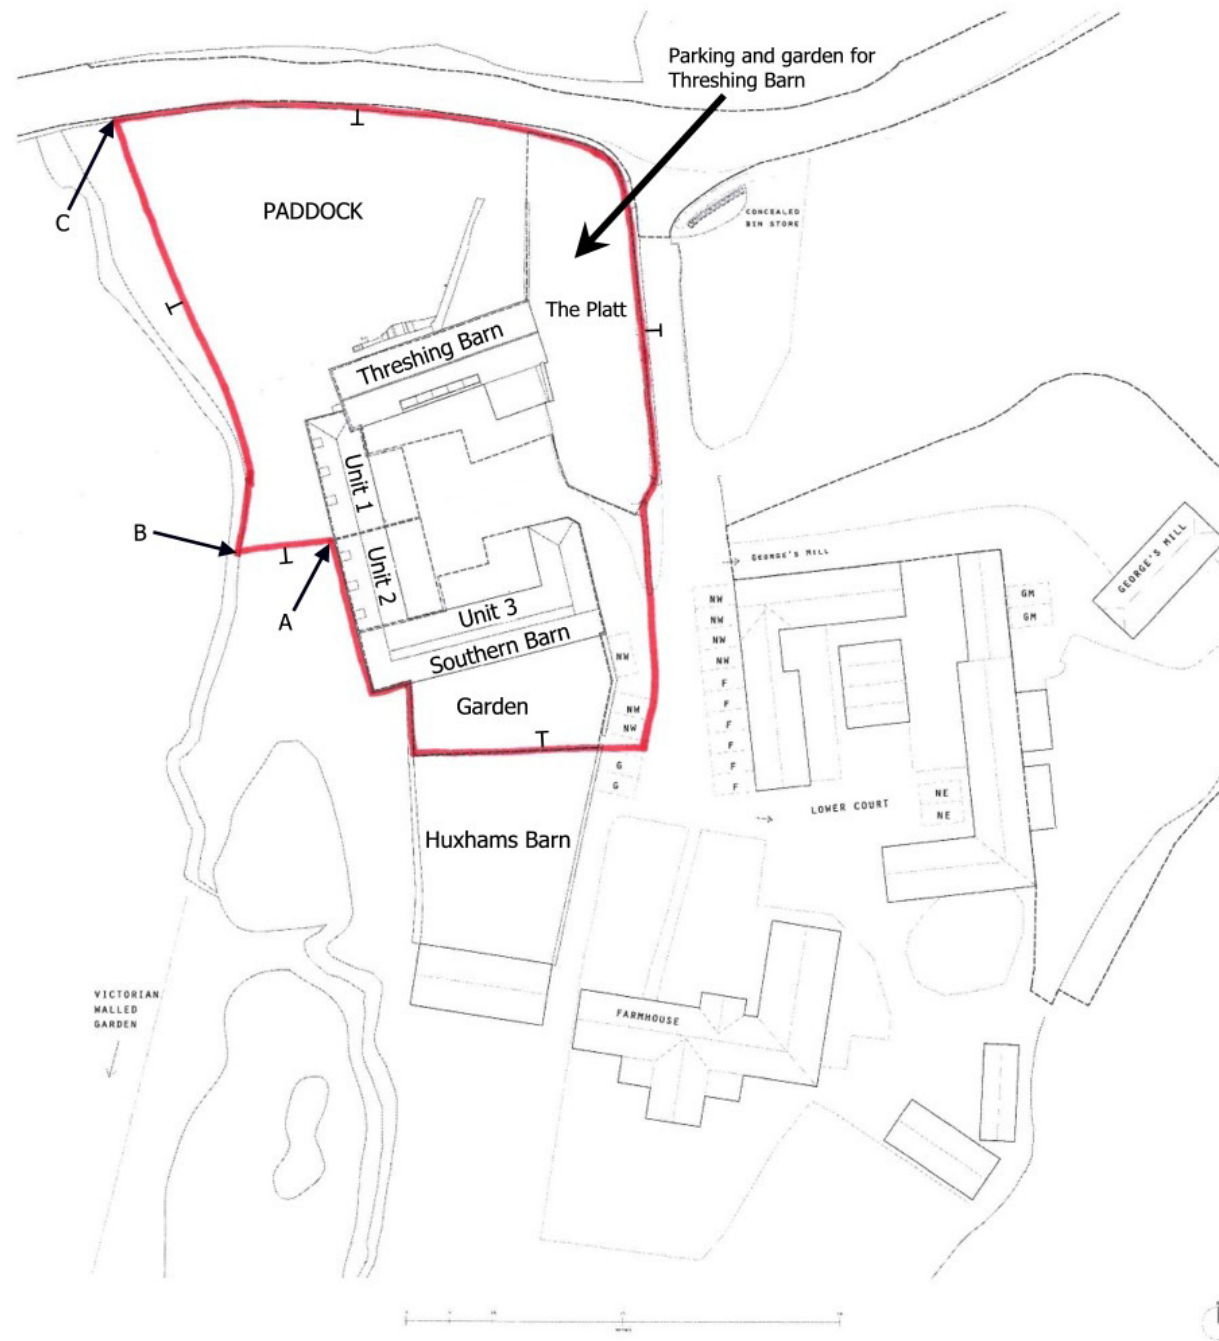 Parking and garden for
Threshing Barn
C
PADDOCK
CONCEALED
BIN STORE
The Platt
Threshing Barn
Unit 1
B
Unit 2
A
Unit 3
Southern Barn
Garden
GEORGE'S MILL
GEORGE'S MILL
NW
NW
NW
NW
F
F
F
F
F
F
GM
GM
NW
NW
NW
G
G
NE
NE
LOWER COURT
Huxhams Barn
VICTORIAN
WALLED
GARDEN
FARMHOUSE